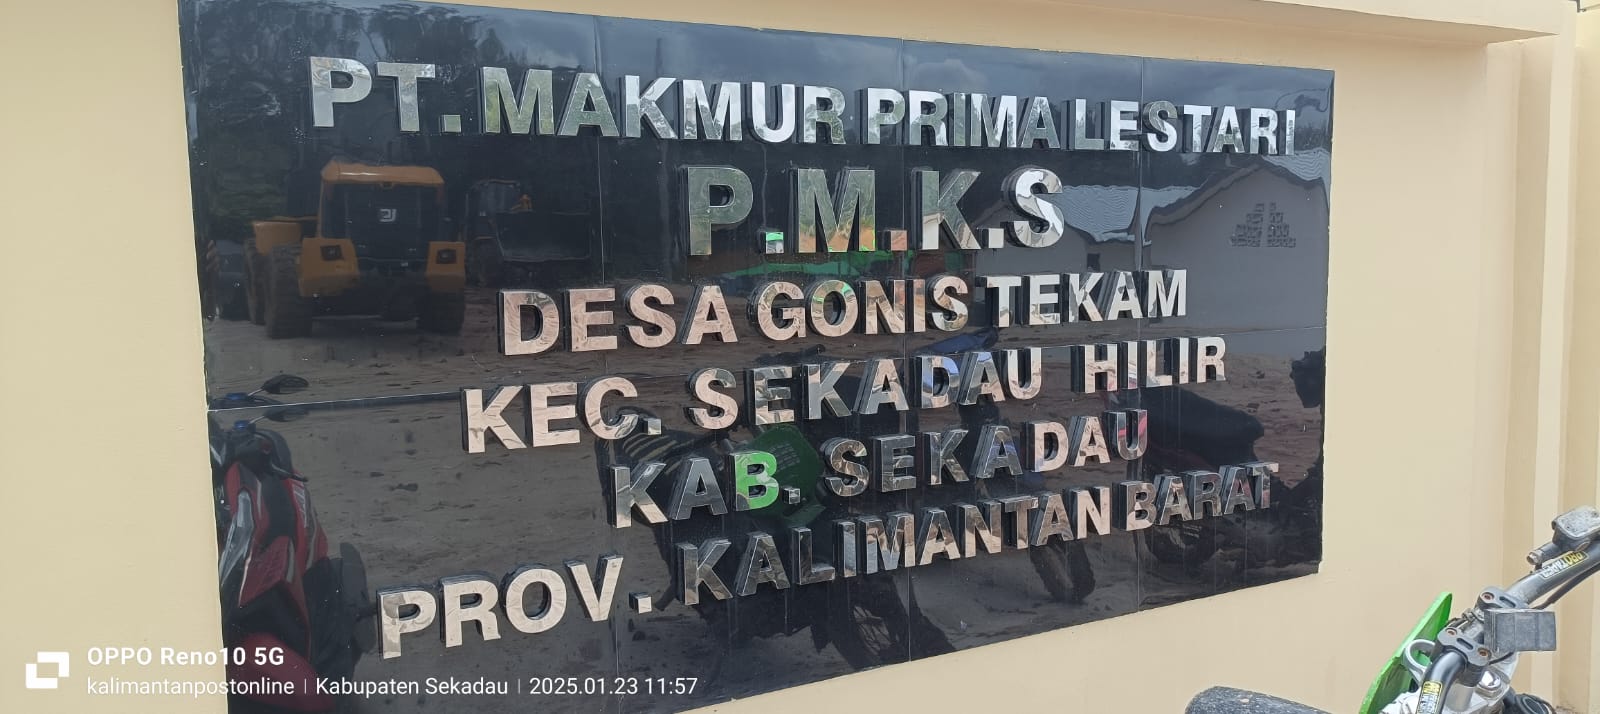 PT. MAKMUR PRIMA LESTARI
P.M.K.S
DESA GONIS TEKAM
KEC. SEKADAU HILIR
KAB. SEKADAU
PROV. KALIMANTAN BARAT
OPPO Reno10 5G
kalimantanpostonline | Kabupaten Sekadau | 2025.01.23 11:57